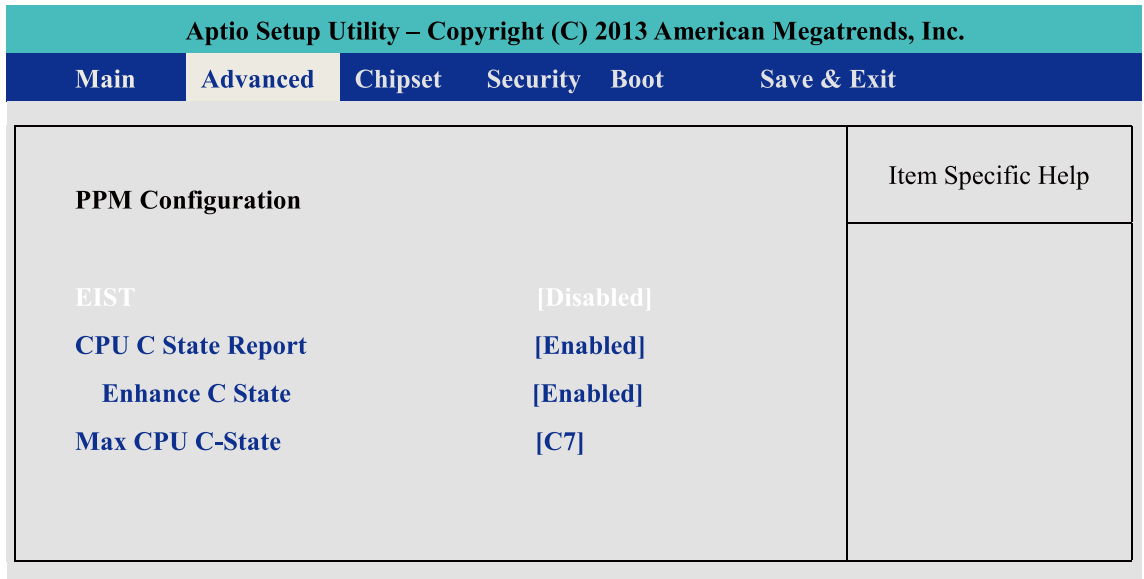 Aptio Setup Utility – Copyright (C) 2013 American Megatrends, Inc.
Main Advanced Chipset Security Boot Save & Exit
PPM Configuration
Item Specific Help
EIST [Disabled]
CPU C State Report [Enabled]
Enhance C State [Enabled]
Max CPU C-State [C7]